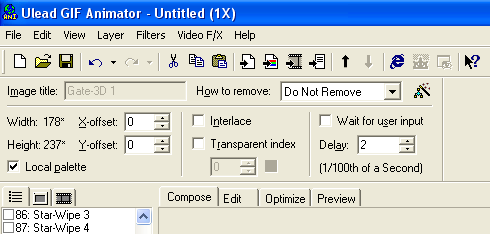 Ulead GIF Animator - Untitled (1X)
File Edit View Layer Filters Video F/X Help
Image title: Gate-3D 1 How to remove: Do Not Remove
Width: 178* X-offset: 0 Interlace Wait for user input
Height: 237* Y-offset: 0 Transparent index Delay: 2
Local palette 0 (1/100th of a Second)
Compose Edit Optimize Preview
86: Star-Wipe 3
87: Star-Wipe 4